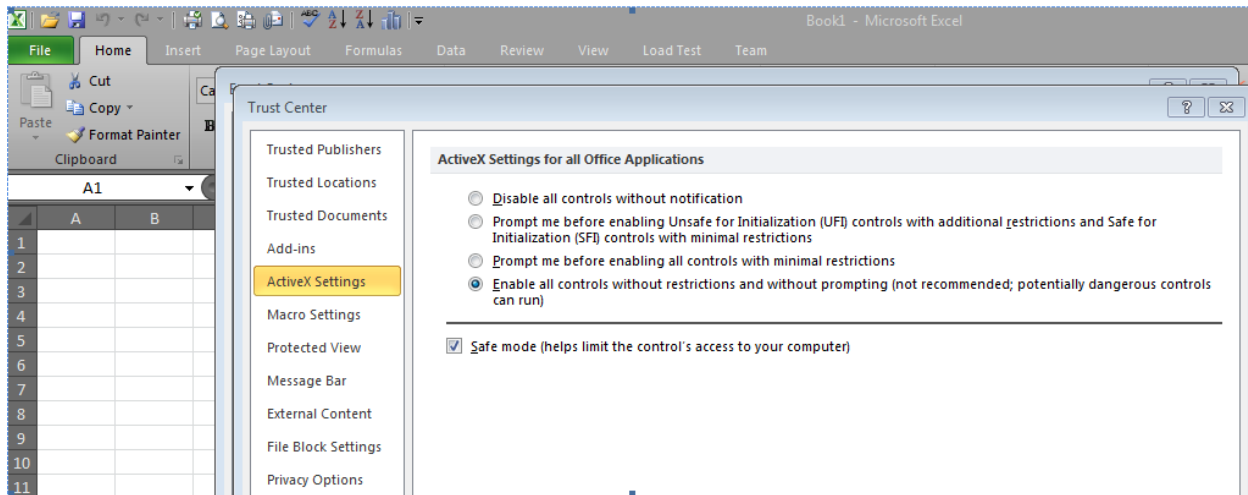 Book1 - Microsoft Excel
File Home Insert Page Layout Formulas Data Review View Load Test Team
Cut
Copy
Paste
Format Painter
Clipboard
Ca
B
A1
A B
1
2
3
4
5
6
7
8
9
10
11
Trust Center
Trusted Publishers
Trusted Locations
Trusted Documents
Add-ins
ActiveX Settings
Macro Settings
Protected View
Message Bar
External Content
File Block Settings
Privacy Options
ActiveX Settings for all Office Applications
Disable all controls without notification
Prompt me before enabling Unsafe for Initialization (UFI) controls with additional restrictions and Safe for
Initialization (SFI) controls with minimal restrictions
Prompt me before enabling all controls with minimal restrictions
Enable all controls without restrictions and without prompting (not recommended; potentially dangerous controls
can run)
Safe mode (helps limit the control's access to your computer)